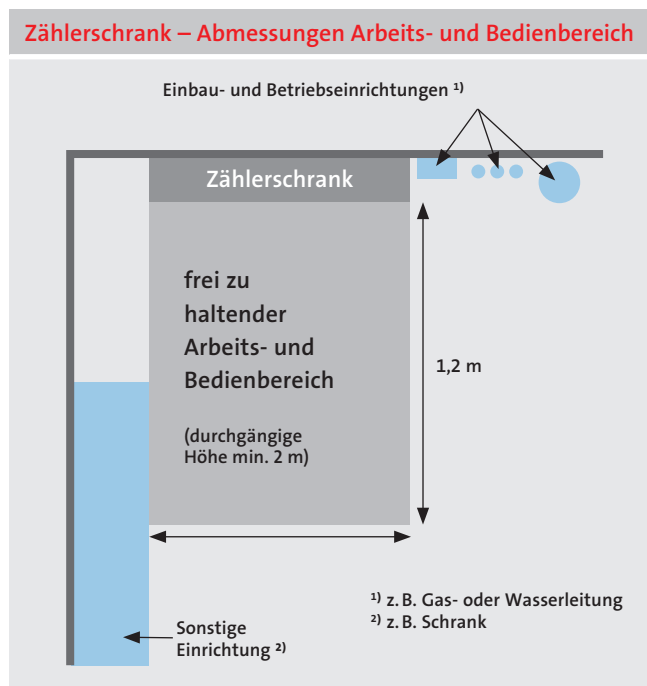 Zählerschrank – Abmessungen Arbeits- und Bedienbereich
Einbau- und Betriebseinrichtungen ¹⁾
Zählerschrank
frei zu
haltender
Arbeits- und
Bedienbereich
(durchgängige
Höhe min. 2 m)
1,2 m
¹⁾ z. B. Gas- oder Wasserleitung
²⁾ z. B. Schrank
Sonstige
Einrichtung ²⁾